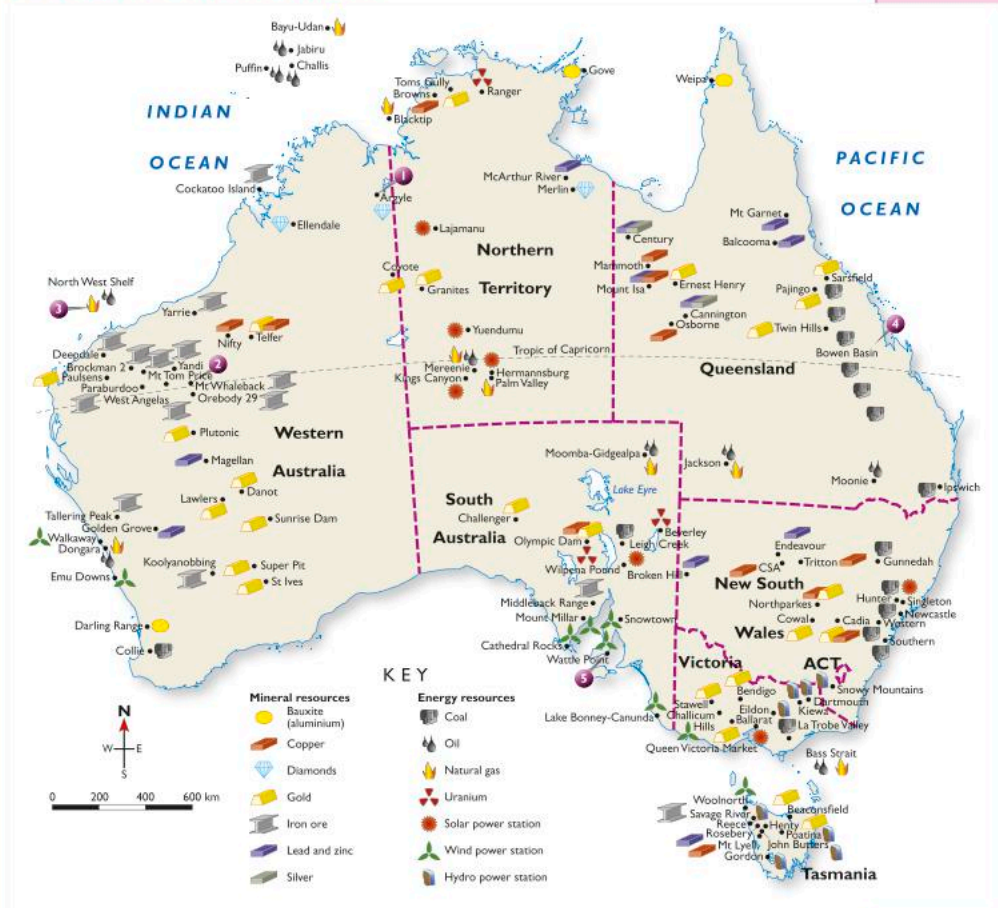 Bayu-Udan
Jabiru
Puffin
Challis
INDIAN
OCEAN
Toms Gully
Browns
Ranger
Blacktip
Gove
Weipa
PACIFIC
OCEAN
Cockatoo Island
1
Argyle
Ellendale
McArthur River
Merlin
Lajamanu
Northern
Territory
Coyote
Granites
Century
Mammoth
Mount Isa
Ernest Henry
Cannington
Osborne
Mt Garnet
Balcooma
Sarsfield
Pajingo
Twin Hills
4
Bowen Basin
North West Shelf
3
Yarrie
Nifty
Telfer
Yuendumu
Tropic of Capricorn
Mereenie
Hermannsburg
Kings Canyon
Palm Valley
Queensland
Deepdale
Brockman 2
Yandi
2
Paulsens
Mt Tom Price
Paraburdoo
Mt Whaleback
West Angelas
Orebody 29
Plutonic
Western
Australia
Magellan
Danot
Lawlers
Sunrise Dam
Tallering Peak
Golden Grove
Walkaway
Dongara
Emu Downs
Koolyanobbing
Super Pit
St Ives
Darling Range
Collie
Moomba-Gidgealpa
Jackson
Moonie
Ipswich
Lake Eyre
South
Australia
Challenger
Olympic Dam
Beverley
Leigh Creek
Wilpena Pound
Broken Hill
Middleback Range
Mount Millar
Snowtown
Cathedral Rocks
Wattle Point
5
Endeavour
CSA
Tritton
Gunnedah
New South
Wales
Northparkes
Hunter
Singleton
Newcastle
Cowal
Cadia
Western
Southern
Victoria
ACT
Snowy Mountains
Bendigo
Dartmouth
Stawell
Eildon
Kiewa
Challicum
Hills
Ballarat
La Trobe Valley
Lake Bonney-Canunda
Queen Victoria Market
Bass Strait
Woolnorth
Savage River
Beaconsfield
Reece
Henty
Rosebery
Poatina
Mt Lyell
John Butters
Gordon
Tasmania
KEY
Mineral resources
Bauxite
(aluminium)
Copper
Diamonds
Gold
Iron ore
Lead and zinc
Silver
Energy resources
Coal
Oil
Natural gas
Uranium
Solar power station
Wind power station
Hydro power station
N
W
E
S
0 200 400 600 km